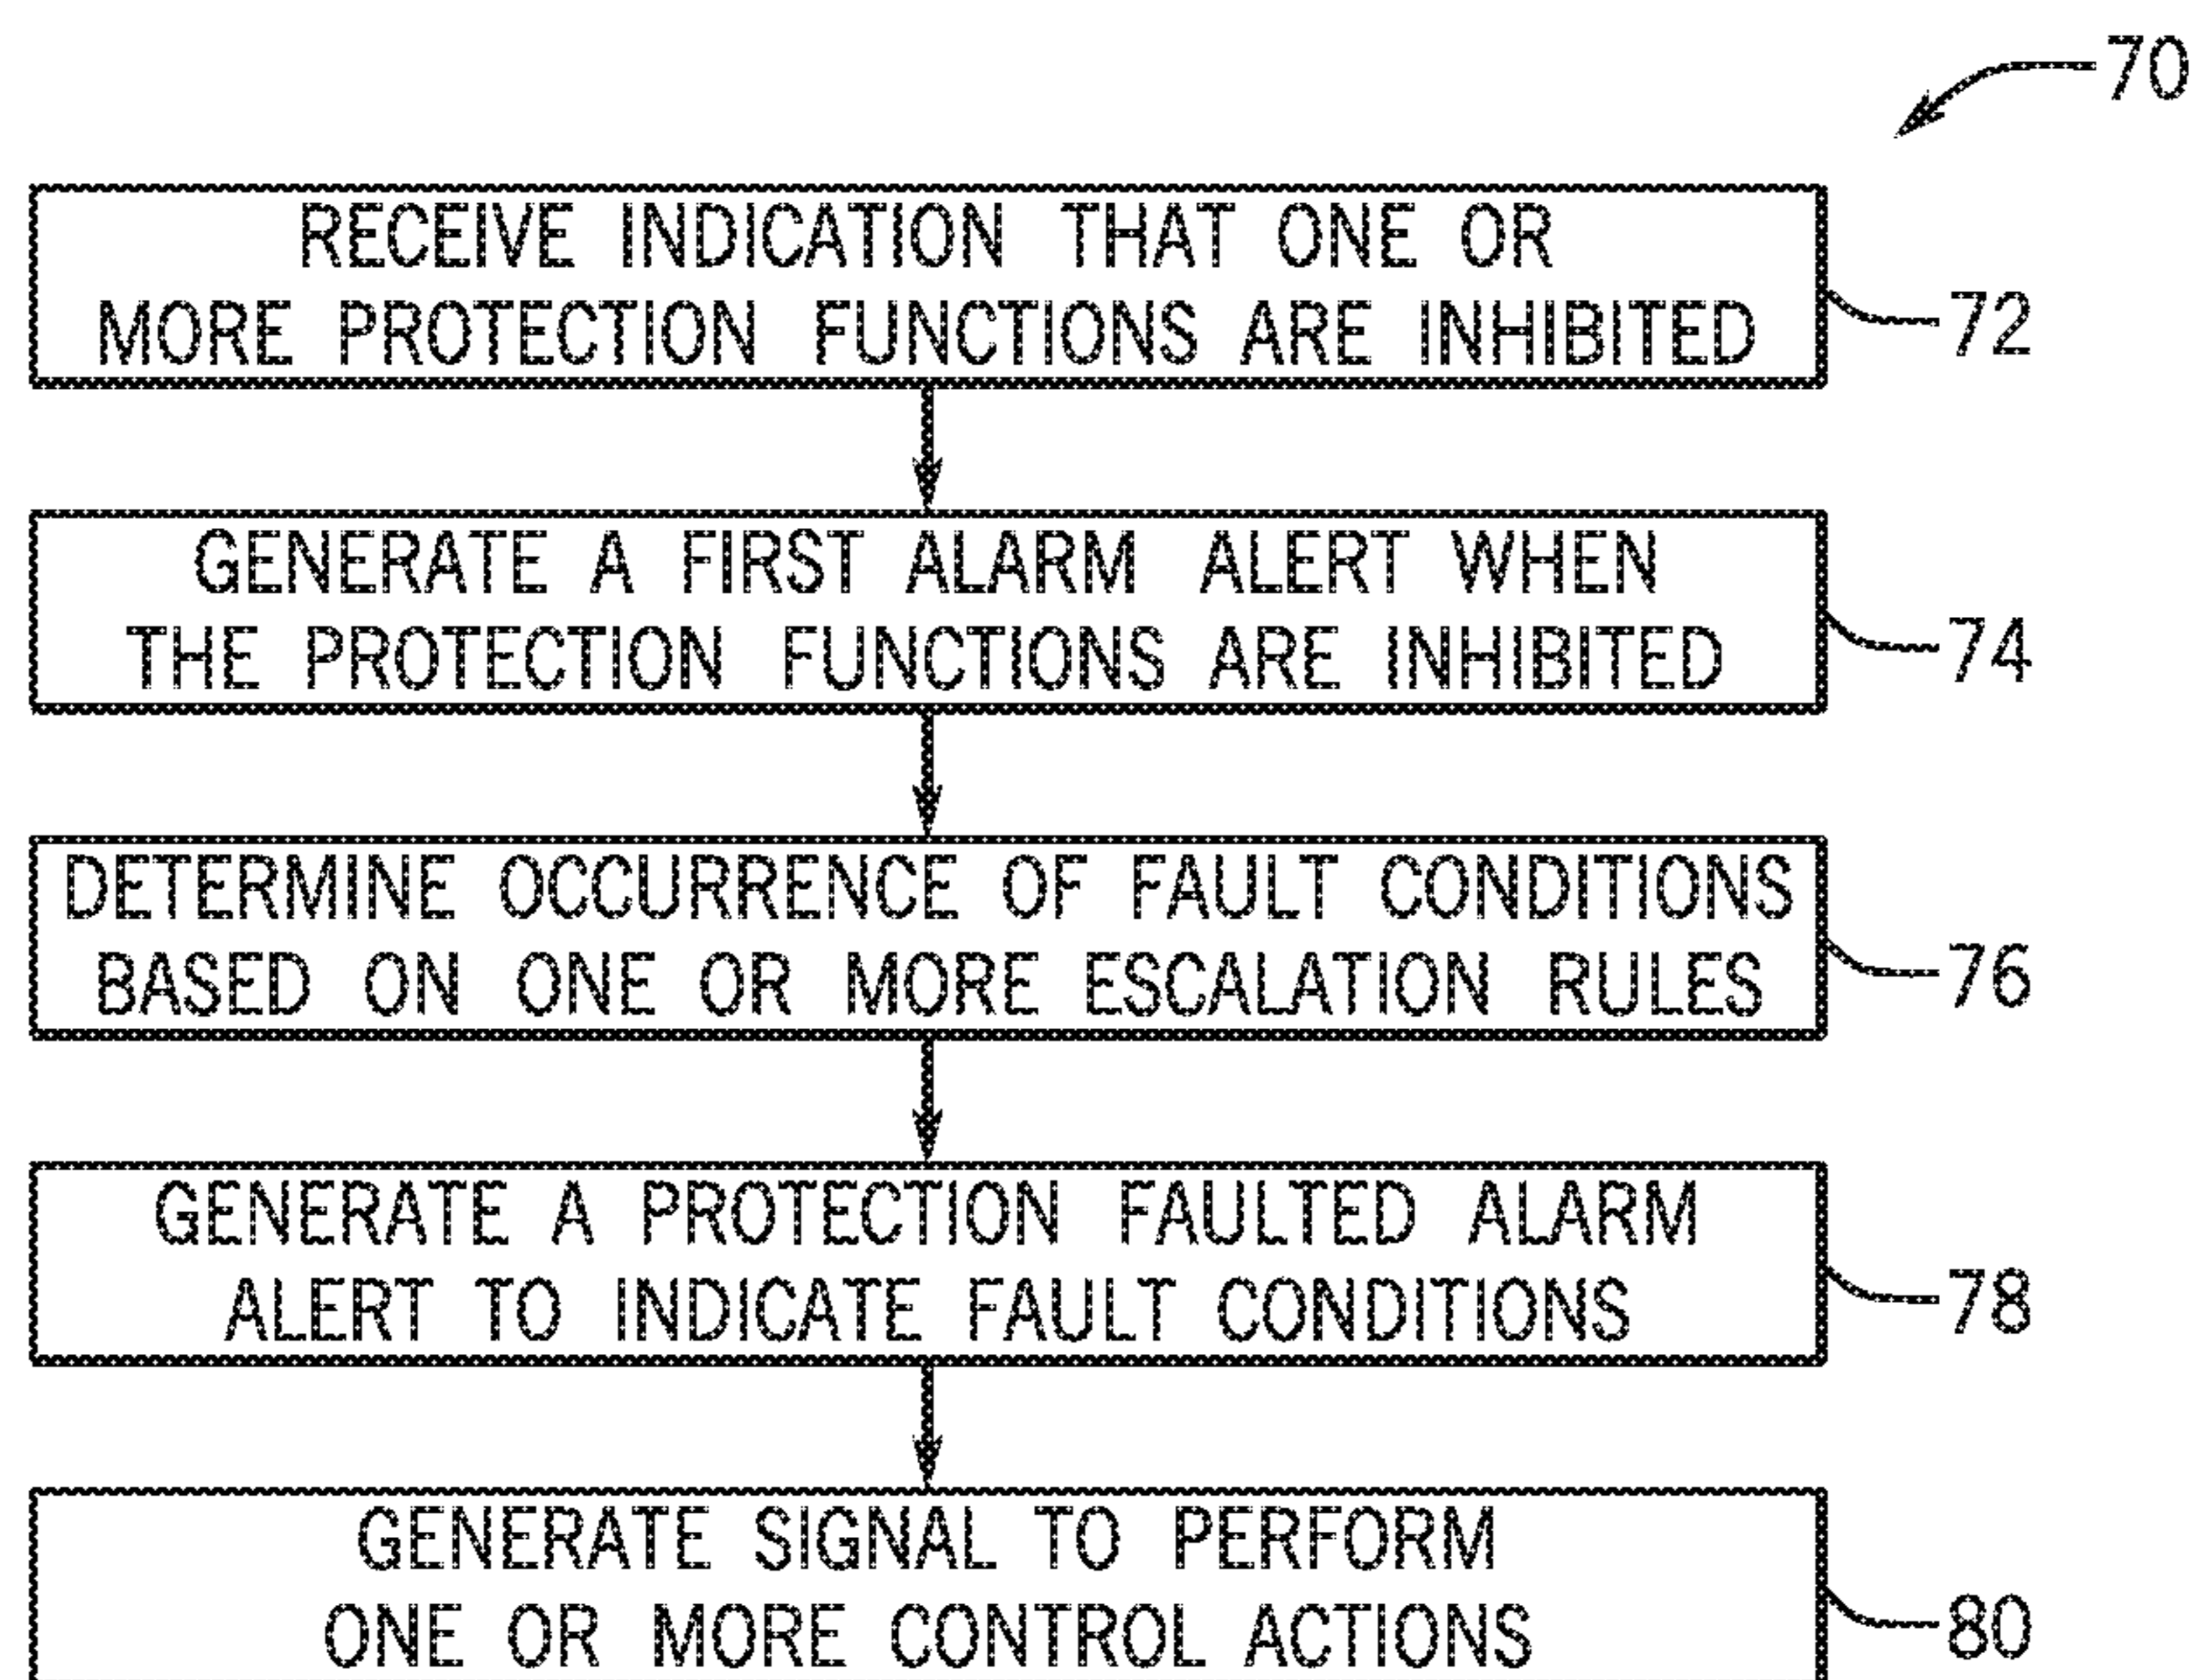 70
RECEIVE INDICATION THAT ONE OR
MORE PROTECTION FUNCTIONS ARE INHIBITED
72
GENERATE A FIRST ALARM ALERT WHEN
THE PROTECTION FUNCTIONS ARE INHIBITED
74
DETERMINE OCCURRENCE OF FAULT CONDITIONS
BASED ON ONE OR MORE ESCALATION RULES
76
GENERATE A PROTECTION FAULTED ALARM
ALERT TO INDICATE FAULT CONDITIONS
78
GENERATE SIGNAL TO PERFORM
ONE OR MORE CONTROL ACTIONS
80